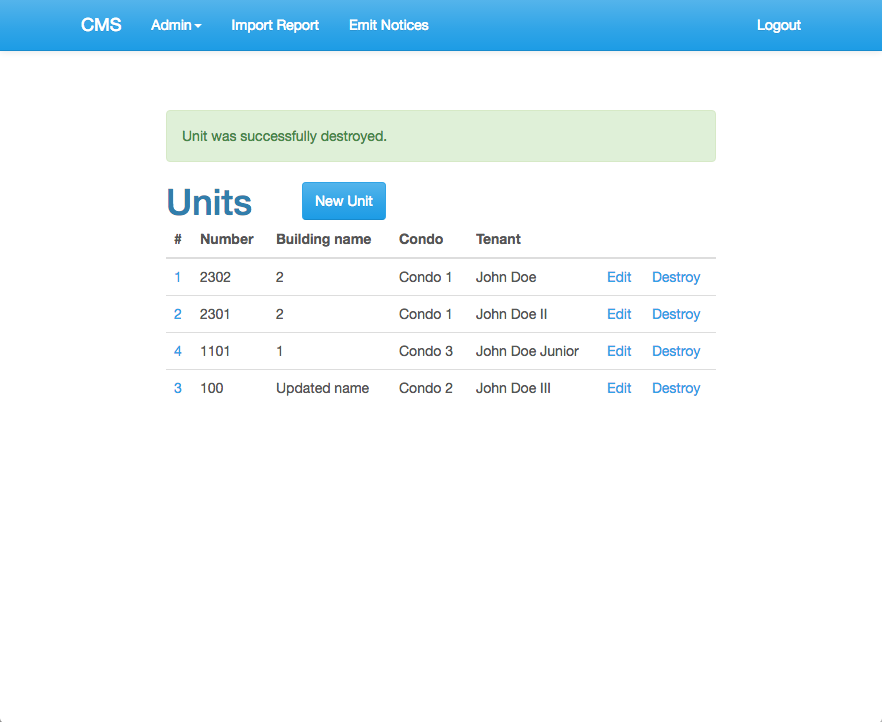 CMS Admin Import Report Emit Notices Logout
Unit was successfully destroyed.
Units New Unit
# Number Building name Condo Tenant
1 2302 2 Condo 1 John Doe Edit Destroy
2 2301 2 Condo 1 John Doe II Edit Destroy
4 1101 1 Condo 3 John Doe Junior Edit Destroy
3 100 Updated name Condo 2 John Doe III Edit Destroy